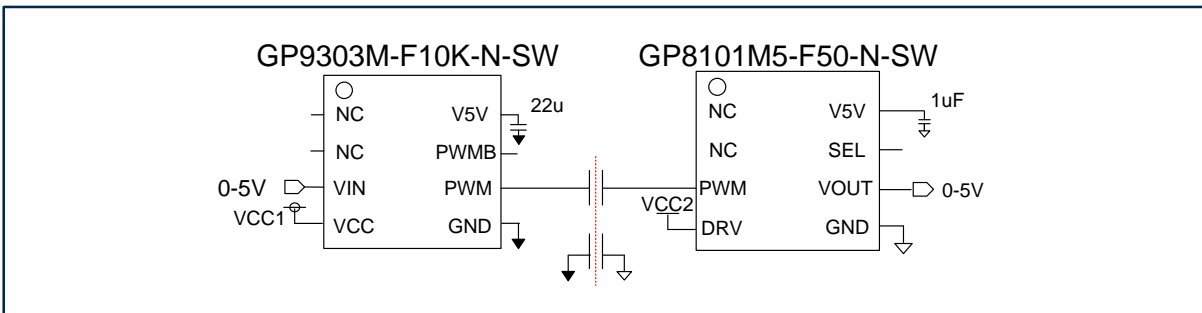 GP9303M-F10K-N-SW
NC
NC
VIN
VCC
V5V
PWMB
PWM
GND
22u
0-5V
VCC1
GP8101M5-F50-N-SW
NC
NC
PWM
DRV
V5V
SEL
VOUT
GND
1uF
VCC2
0-5V